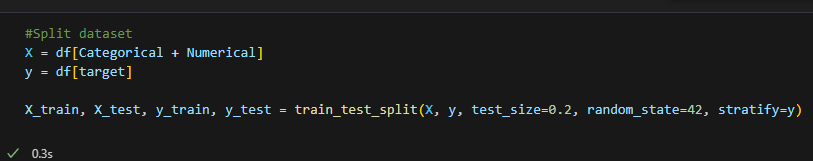 #Split dataset
X = df[Categorical + Numerical]
y = df[target]
X_train, X_test, y_train, y_test = train_test_split(X, y, test_size=0.2, random_state=42, stratify=y)
0.3s